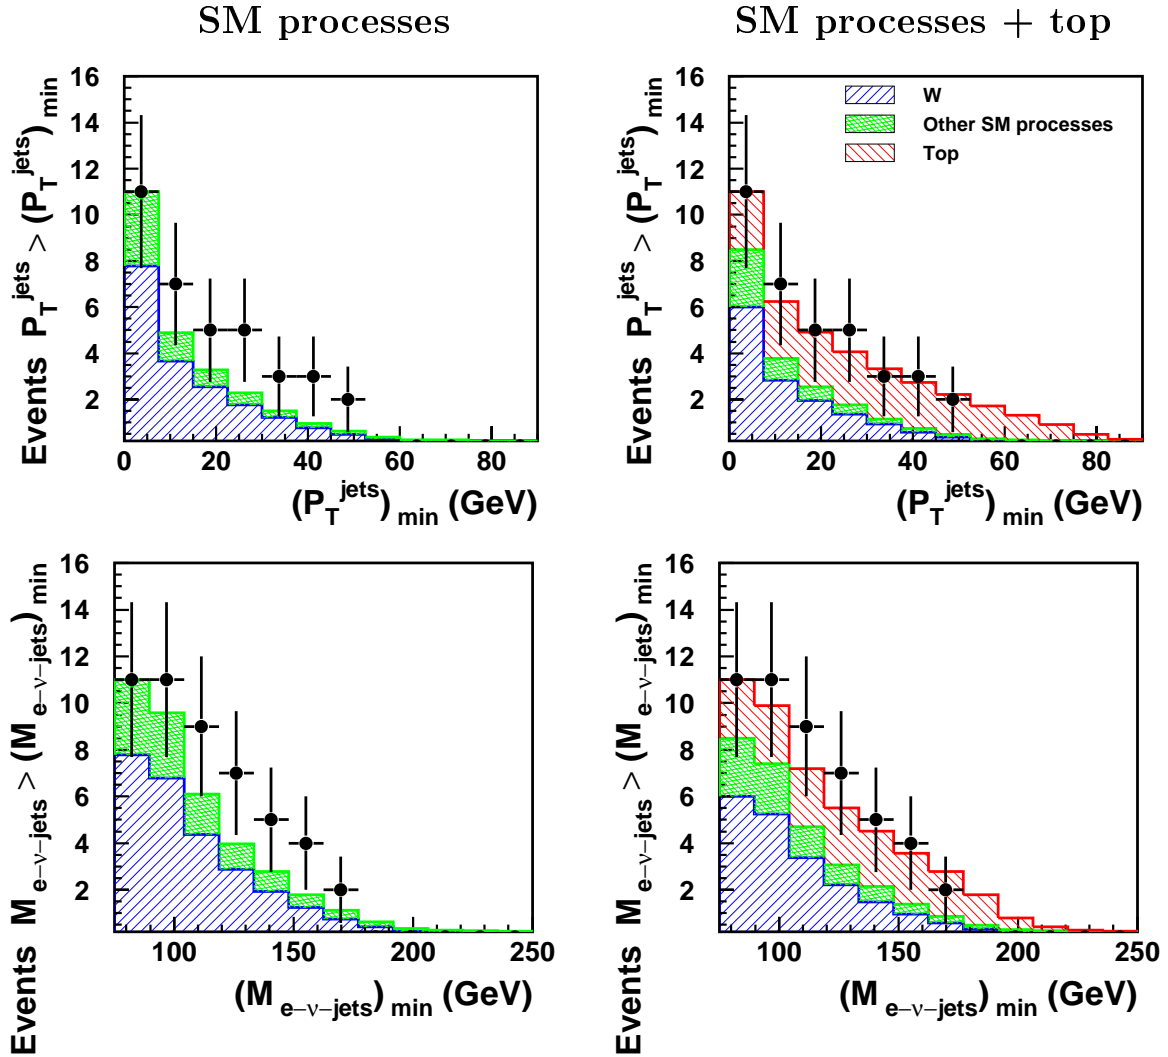 SM processes
SM processes + top
Events P_T^jets > (P_T^jets)_min
16
14
12
10
8
6
4
2
0 20 40 60 80
(P_T^jets)_min (GeV)
Events P_T^jets > (P_T^jets)_min
16
14
12
10
8
6
4
2
W
Other SM processes
Top
0 20 40 60 80
(P_T^jets)_min (GeV)
Events M_e−ν−jets > (M_e−ν−jets)_min
16
14
12
10
8
6
4
2
100 150 200 250
(M_e−ν−jets)_min (GeV)
Events M_e−ν−jets > (M_e−ν−jets)_min
16
14
12
10
8
6
4
2
100 150 200 250
(M_e−ν−jets)_min (GeV)